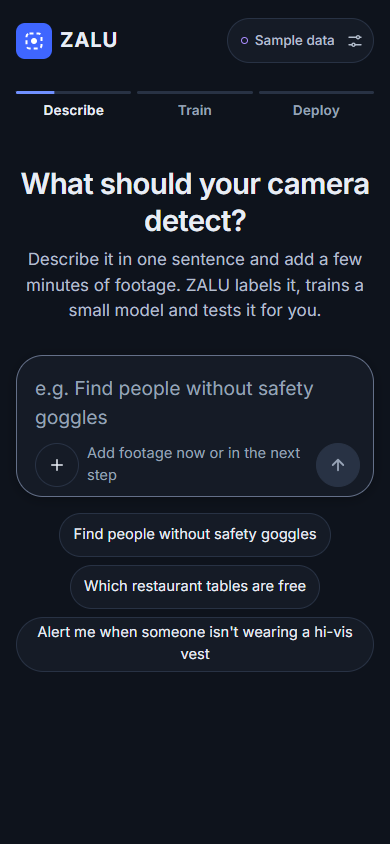 ZALU
Sample data
Describe
Train
Deploy
What should your camera
detect?
Describe it in one sentence and add a few
minutes of footage. ZALU labels it, trains a
small model and tests it for you.
e.g. Find people without safety
goggles
Add footage now or in the next
step
Find people without safety goggles
Which restaurant tables are free
Alert me when someone isn't wearing a hi-vis
vest